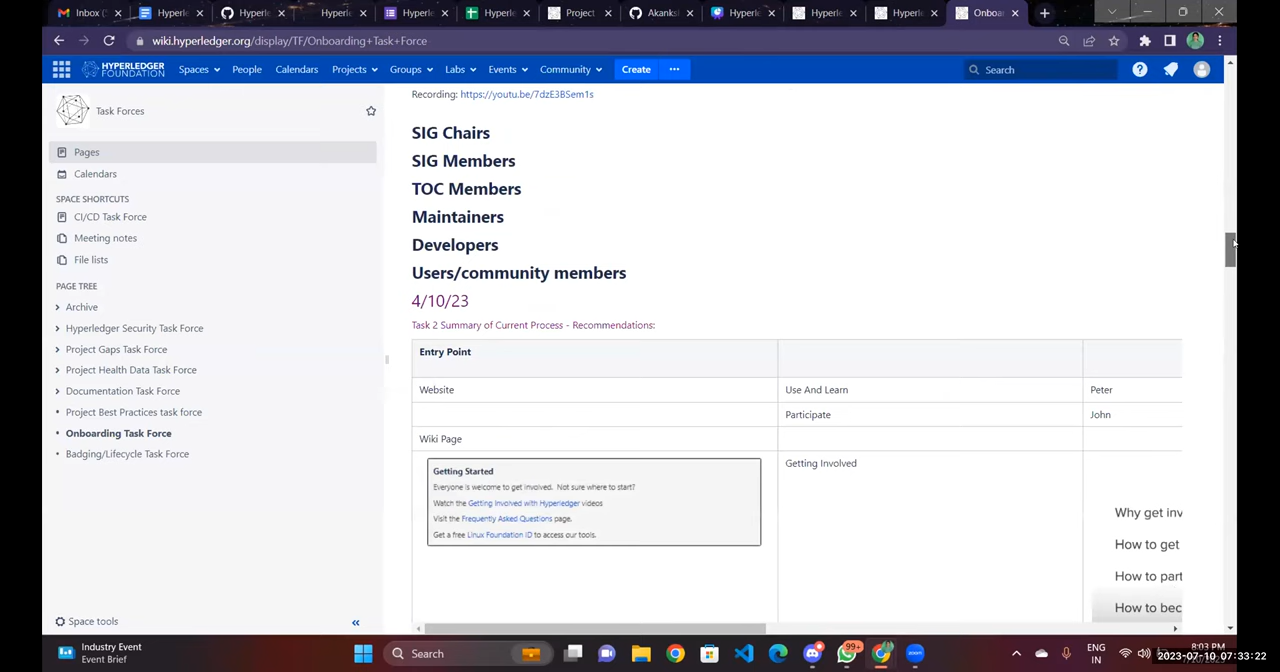 Inbox (
Hyperle
Hyperle
Hyperle
Hyperle
Hyperle
Project
Akanks
Hyperle
Hyperle
Hyperle
Onboar
wiki.hyperledger.org/display/TF/Onboarding+Task+Force
HYPERLEDGER
FOUNDATION
Spaces
People
Calendars
Projects
Groups
Labs
Events
Community
Create
Search
Task Forces
Pages
Calendars
SPACE SHORTCUTS
CI/CD Task Force
Meeting notes
File lists
PAGE TREE
Archive
Hyperledger Security Task Force
Project Gaps Task Force
Project Health Data Task Force
Documentation Task Force
Project Best Practices task force
Onboarding Task Force
Badging/Lifecycle Task Force
Space tools
Recording: https://youtu.be/7dzE3BSem1s
SIG Chairs
SIG Members
TOC Members
Maintainers
Developers
Users/community members
4/10/23
Task 2 Summary of Current Process - Recommendations:
Entry Point
Website Use And Learn Peter
Participate John
Wiki Page
Getting Started
Everyone is welcome to get involved. Not sure where to start?
Watch the Getting Involved with Hyperledger videos
Visit the Frequently Asked Questions page.
Get a free Linux Foundation ID to access our tools.
Getting Involved
Why get inv
How to get
How to part
How to bec
Industry Event
Event Brief
Search
99+
zoom
ENG
IN
8:03 PM
2023-07-10 07:33:22